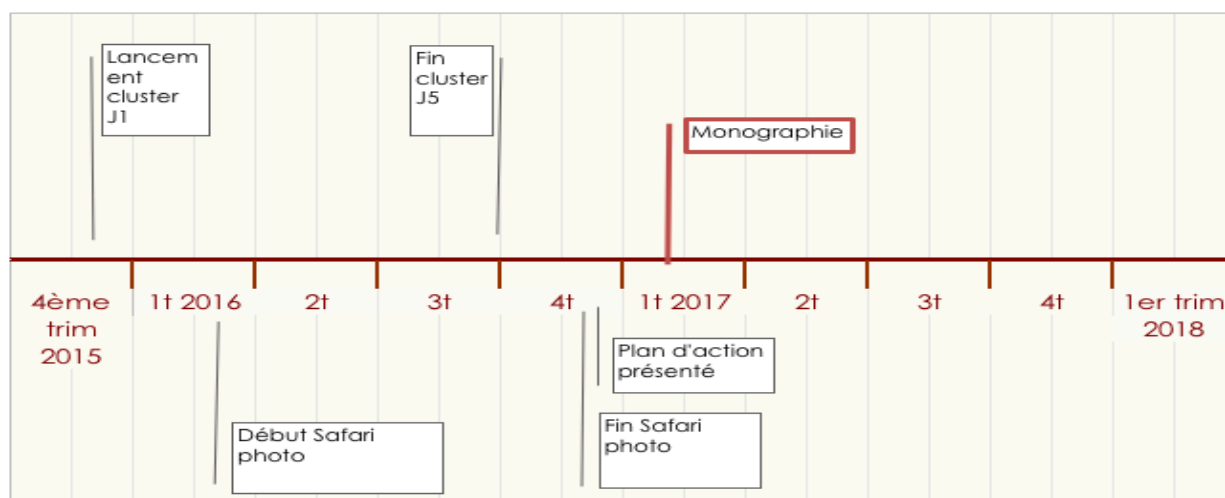 Lancem
ent
cluster
J1
Fin
cluster
J5
Monographie
4ème
trim
2015
1t 2016
2t
3t
4t
1t 2017
2t
3t
4t
1er trim
2018
Plan d'action
présenté
Début Safari
photo
Fin Safari
photo